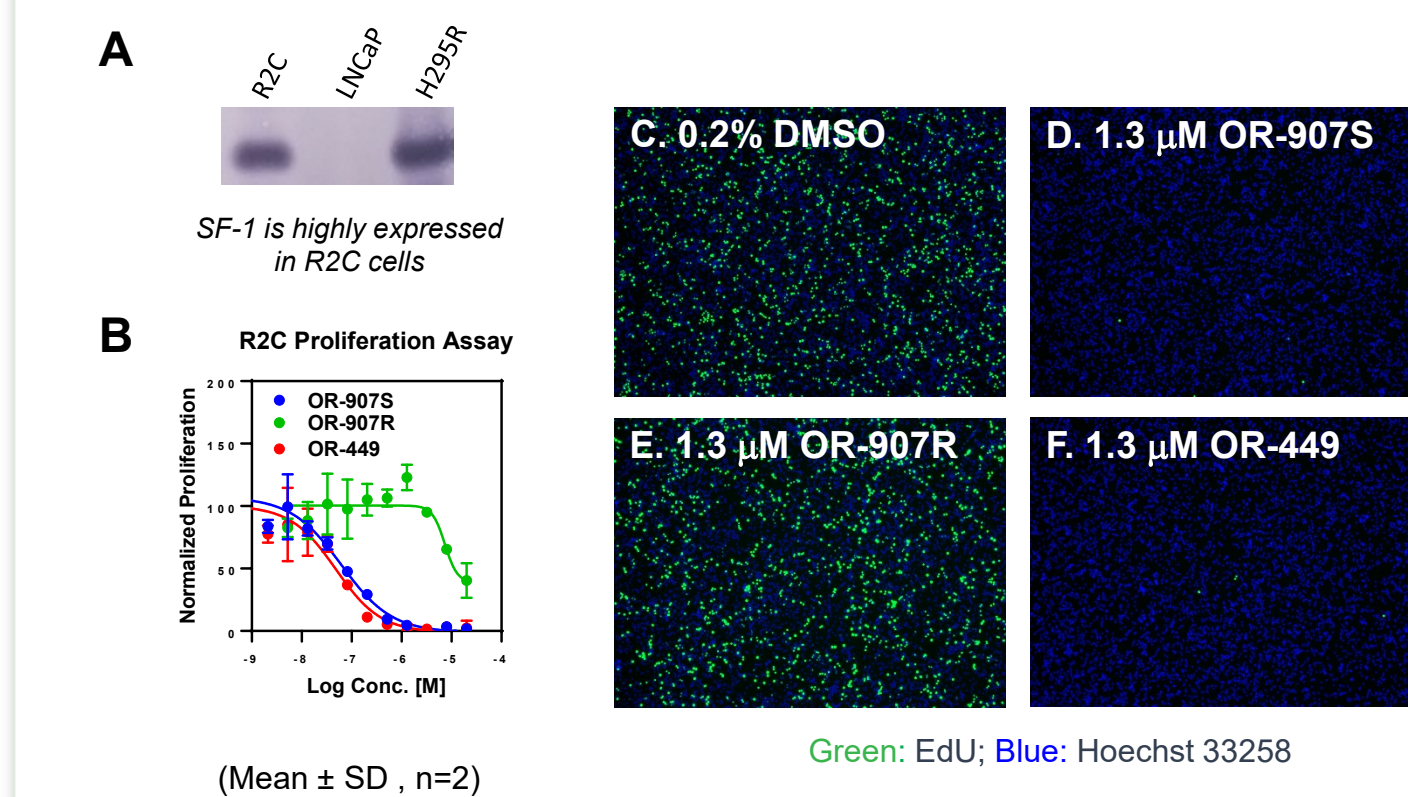 A
R2C
LNCaP
H295R
SF-1 is highly expressed
in R2C cells
B
R2C Proliferation Assay
Normalized Proliferation
200
150
100
50
0
OR-907S
OR-907R
OR-449
-9
-8
-7
-6
-5
-4
Log Conc. [M]
(Mean ± SD , n=2)
C. 0.2% DMSO
D. 1.3 µM OR-907S
E. 1.3 µM OR-907R
F. 1.3 µM OR-449
Green: EdU; Blue: Hoechst 33258